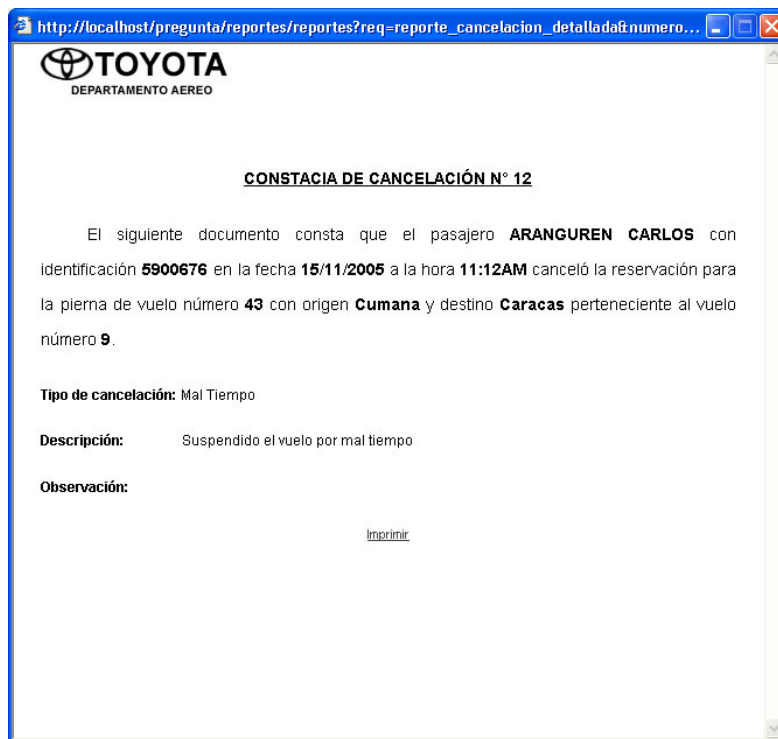 http://localhost/pregunta/reportes/reportes?req=reporte_cancelacion_detallada&numero...
TOYOTA
DEPARTAMENTO AEREO
CONSTACIA DE CANCELACIÓN N° 12
El siguiente documento consta que el pasajero ARANGUREN CARLOS con
identificación 5900676 en la fecha 15/11/2005 a la hora 11:12AM canceló la reservación para
la pierna de vuelo número 43 con origen Cumana y destino Caracas perteneciente al vuelo
número 9.
Tipo de cancelación: Mal Tiempo
Descripción: Suspendido el vuelo por mal tiempo
Observación:
Imprimir